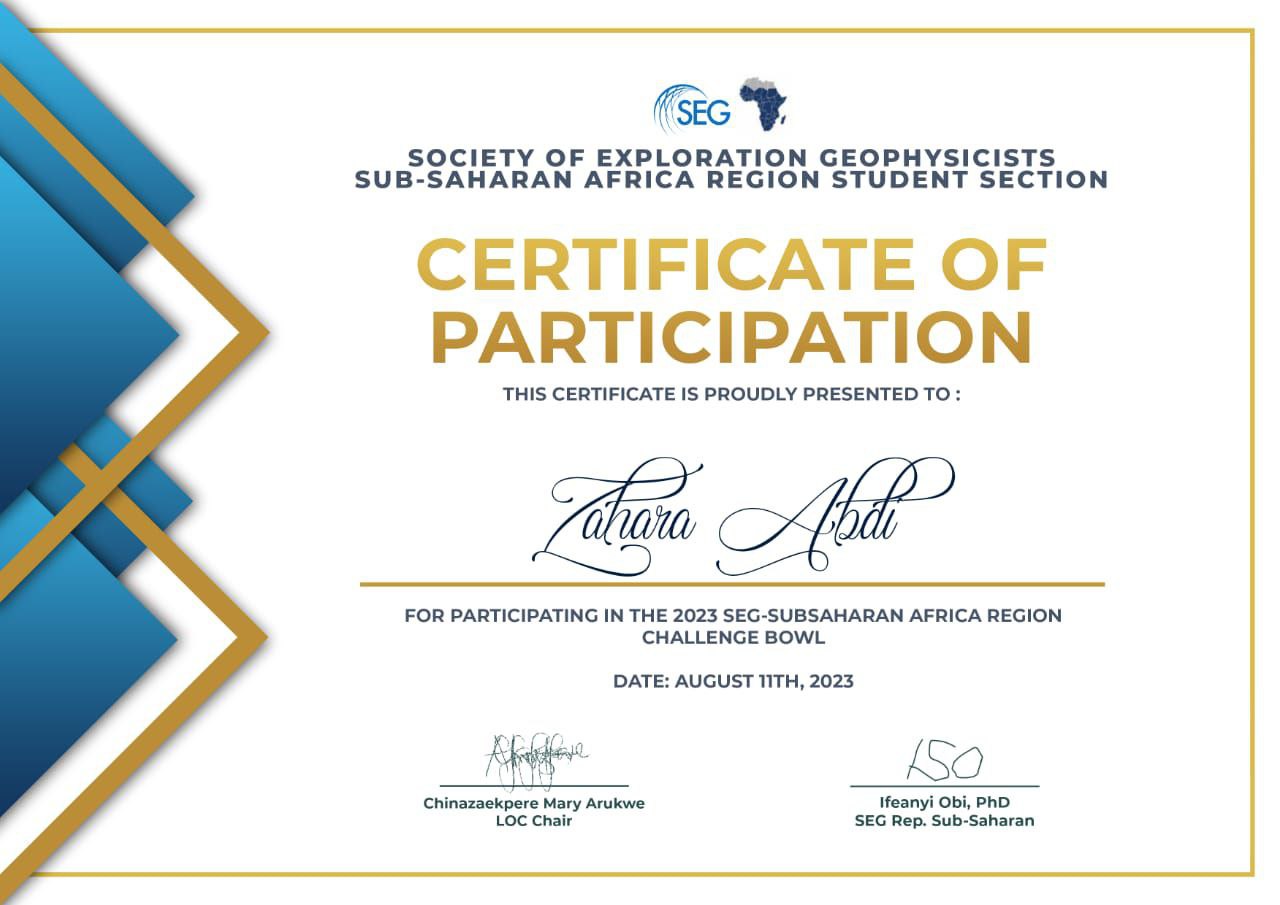 SEG
SOCIETY OF EXPLORATION GEOPHYSICISTS
SUB-SAHARAN AFRICA REGION STUDENT SECTION
CERTIFICATE OF
PARTICIPATION
THIS CERTIFICATE IS PROUDLY PRESENTED TO :
Zahara Abdi
FOR PARTICIPATING IN THE 2023 SEG-SUBSAHARAN AFRICA REGION
CHALLENGE BOWL
DATE: AUGUST 11TH, 2023
Chinazaekpere Mary Arukwe
LOC Chair
Ifeanyi Obi, PhD
SEG Rep. Sub-Saharan